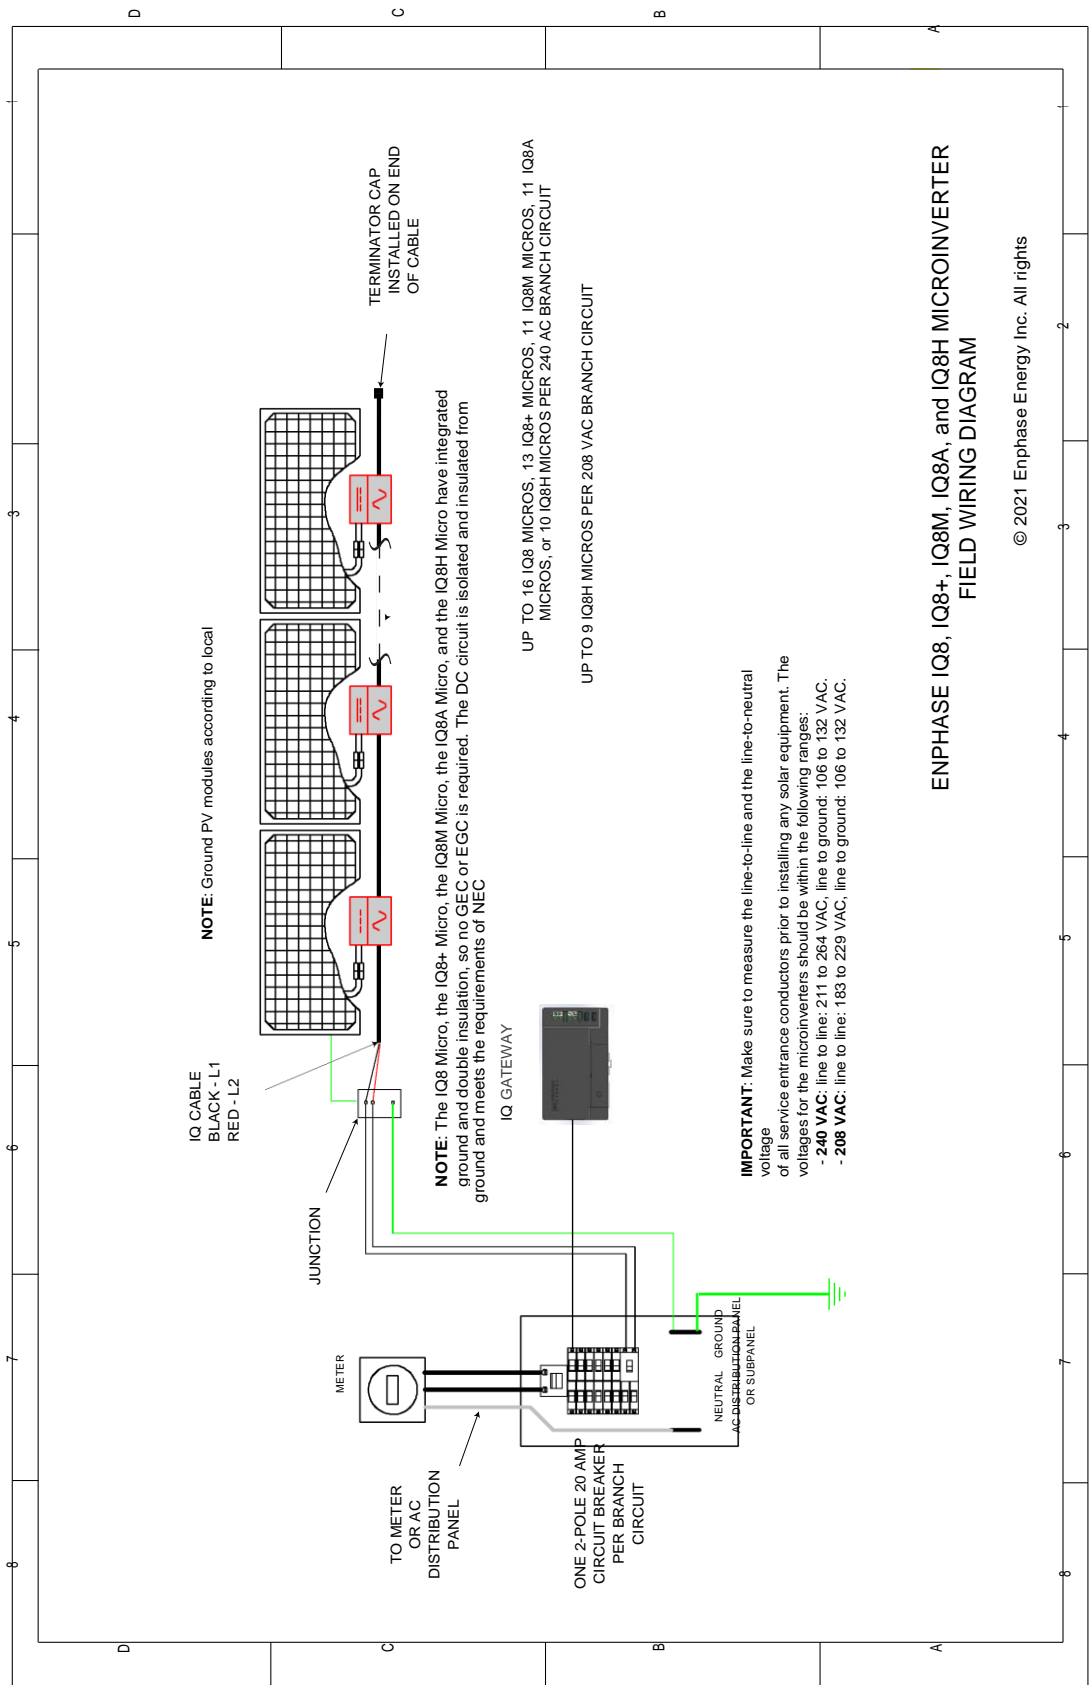 8
7
6
5
4
3
2
1
D
C
B
A
NOTE: Ground PV modules according to local
IQ CABLE
BLACK - L1
RED - L2
TERMINATOR CAP
INSTALLED ON END
OF CABLE
JUNCTION
METER
TO METER
OR AC
DISTRIBUTION
PANEL
NOTE: The IQ8 Micro, the IQ8+ Micro, the IQ8M Micro, the IQ8A Micro, and the IQ8H Micro have integrated
ground and double insulation, so no GEC or EGC is required. The DC circuit is isolated and insulated from
ground and meets the requirements of NEC
IQ GATEWAY
UP TO 16 IQ8 MICROS, 13 IQ8+ MICROS, 11 IQ8M MICROS, 11 IQ8A
MICROS, or 10 IQ8H MICROS PER 240 AC BRANCH CIRCUIT
UP TO 9 IQ8H MICROS PER 208 VAC BRANCH CIRCUIT
ONE 2-POLE 20 AMP
CIRCUIT BREAKER
PER BRANCH
CIRCUIT
NEUTRAL GROUND
AC DISTRIBUTION PANEL
OR SUBPANEL
IMPORTANT: Make sure to measure the line-to-line and the line-to-neutral
voltage
of all service entrance conductors prior to installing any solar equipment. The
voltages for the microinverters should be within the following ranges:
- 240 VAC: line to line: 211 to 264 VAC, line to ground: 106 to 132 VAC.
- 208 VAC: line to line: 183 to 229 VAC, line to ground: 106 to 132 VAC.
ENPHASE IQ8, IQ8+, IQ8M, IQ8A, and IQ8H MICROINVERTER
FIELD WIRING DIAGRAM
© 2021 Enphase Energy Inc. All rights
D
C
B
A
8
7
6
5
4
3
2
1